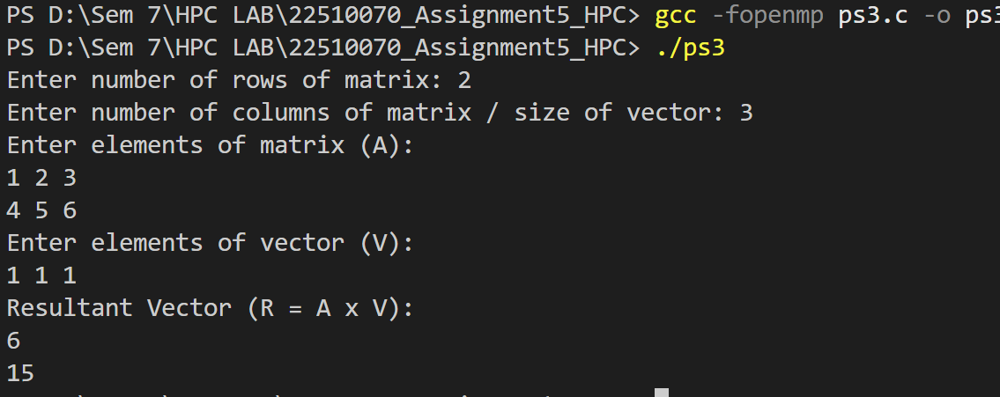 PS D:\Sem 7\HPC LAB\22510070_Assignment5_HPC> gcc -fopenmp ps3.c -o ps3
PS D:\Sem 7\HPC LAB\22510070_Assignment5_HPC> ./ps3
Enter number of rows of matrix: 2
Enter number of columns of matrix / size of vector: 3
Enter elements of matrix (A):
1 2 3
4 5 6
Enter elements of vector (V):
1 1 1
Resultant Vector (R = A x V):
6
15